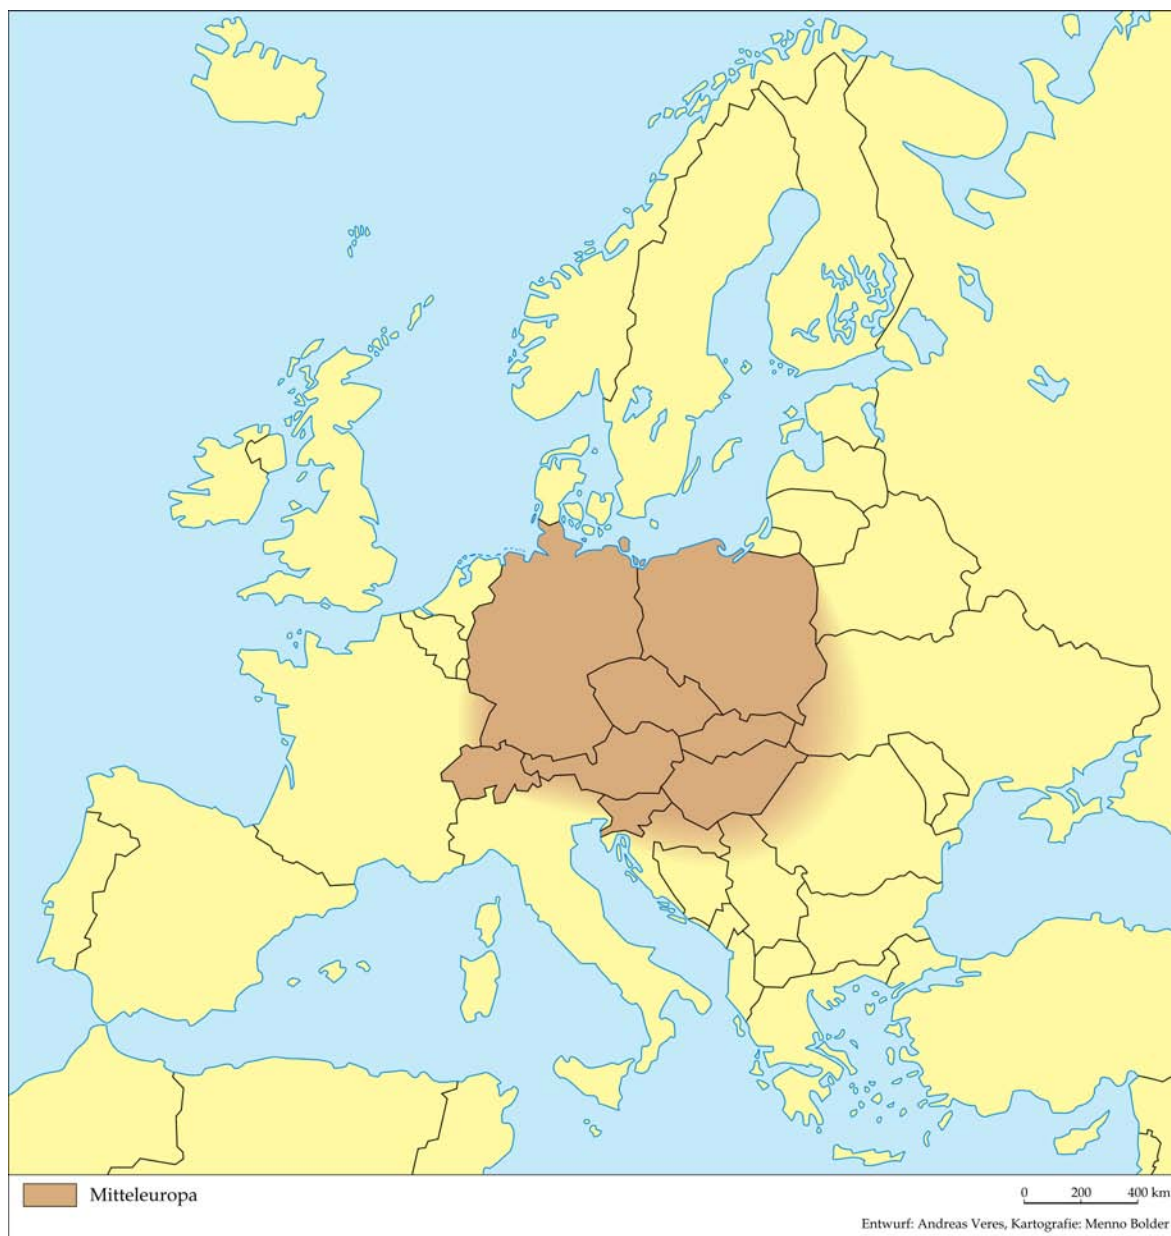 Mitteleuropa
0 200 400 km
Entwurf: Andreas Veres, Kartografie: Menno Bolder